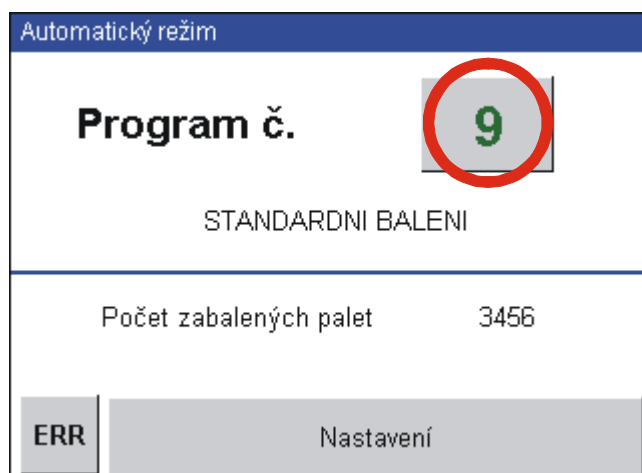 Automatický režim
Program č. 9
STANDARDNI BALENI
Počet zabalených palet 3456
ERR Nastavení